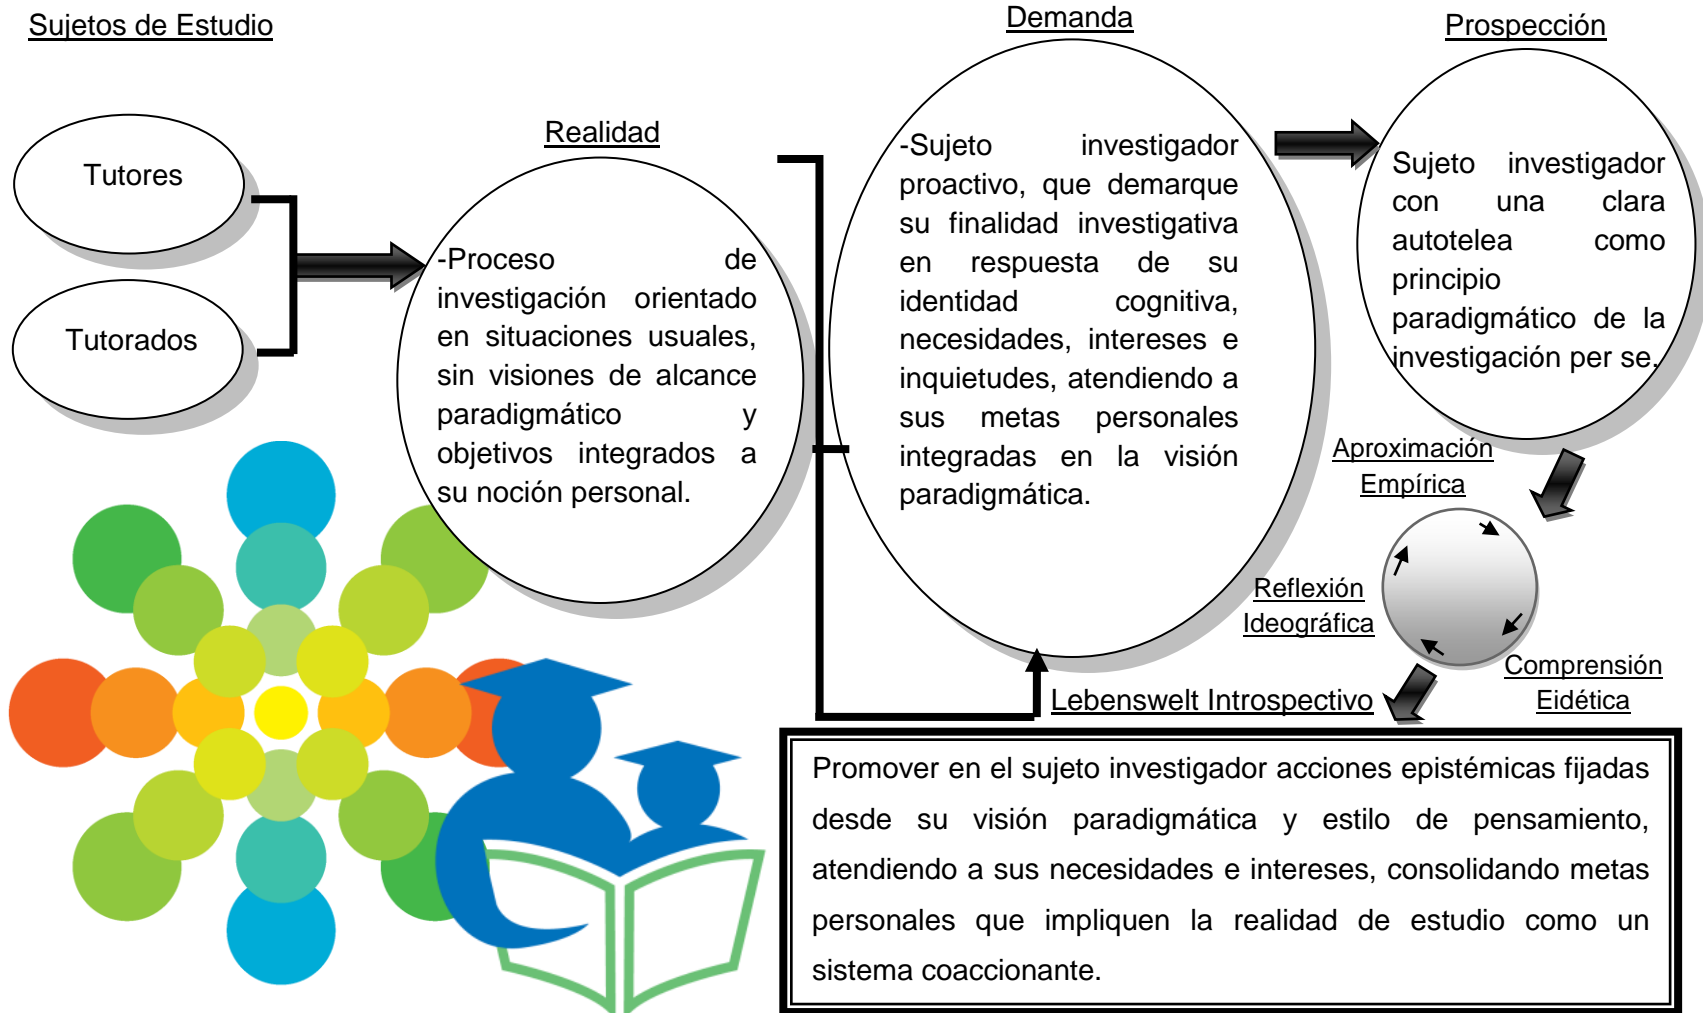 Sujetos de Estudio
Tutores
Tutorados
Realidad
-Proceso de
investigación orientado
en situaciones usuales,
sin visiones de alcance
paradigmático y
objetivos integrados a
su noción personal.
Demanda
-Sujeto investigador
proactivo, que demarque
su finalidad investigativa
en respuesta de su
identidad cognitiva,
necesidades, intereses e
inquietudes, atendiendo a
sus metas personales
integradas en la visión
paradigmática.
Prospección
Sujeto investigador
con una clara
autotelea como
principio
paradigmático de la
investigación per se.
Aproximación
Empírica
Reflexión
Ideográfica
Comprensión
Eidética
Lebenswelt Introspectivo
Promover en el sujeto investigador acciones epistémicas fijadas
desde su visión paradigmática y estilo de pensamiento,
atendiendo a sus necesidades e intereses, consolidando metas
personales que impliquen la realidad de estudio como un
sistema coaccionante.